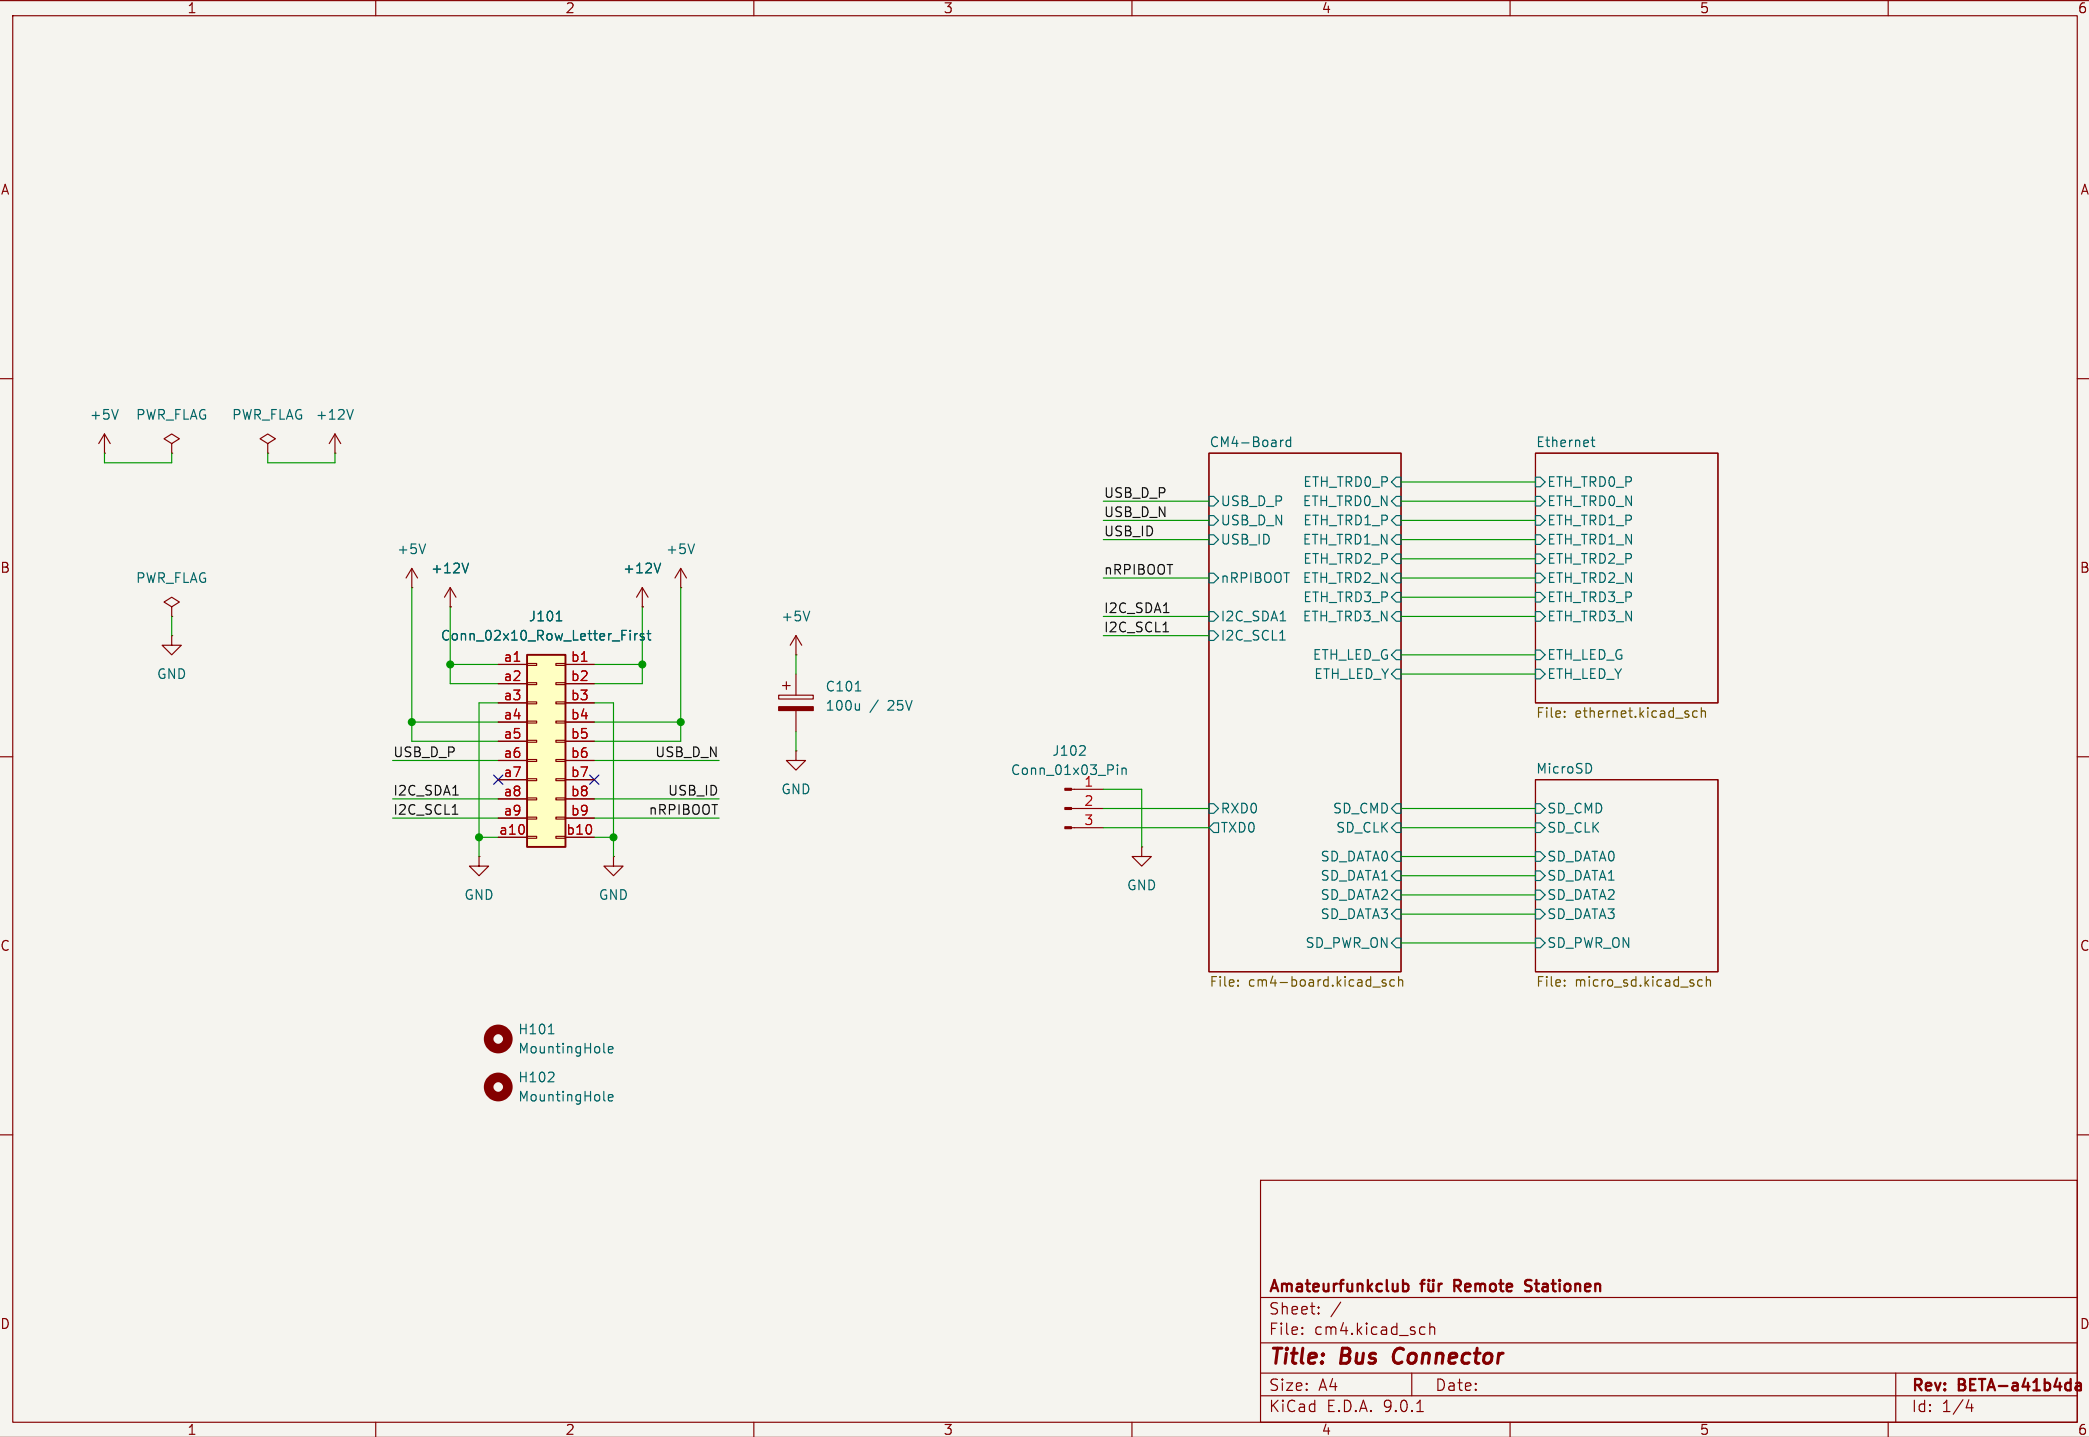 1 2 3 4 5 6
A A
+5V PWR_FLAG PWR_FLAG +12V
CM4-Board
Ethernet
USB_D_P
USB_D_N
USB_ID
nRPIBOOT
I2C_SDA1
I2C_SCL1
USB_D_P
USB_D_N
USB_ID
nRPIBOOT
I2C_SDA1
I2C_SCL1
ETH_TRD0_P
ETH_TRD0_N
ETH_TRD1_P
ETH_TRD1_N
ETH_TRD2_P
ETH_TRD2_N
ETH_TRD3_P
ETH_TRD3_N
ETH_LED_G
ETH_LED_Y
ETH_TRD0_P
ETH_TRD0_N
ETH_TRD1_P
ETH_TRD1_N
ETH_TRD2_P
ETH_TRD2_N
ETH_TRD3_P
ETH_TRD3_N
ETH_LED_G
ETH_LED_Y
File: ethernet.kicad_sch
B B
PWR_FLAG
GND
+5V
+12V
+12V
+5V
J101
Conn_02x10_Row_Letter_First
a1 b1
a2 b2
a3 b3
a4 b4
a5 b5
USB_D_P a6 b6 USB_D_N
a7 b7
I2C_SDA1 a8 b8 USB_ID
I2C_SCL1 a9 b9 nRPIBOOT
a10 b10
GND GND
+5V
+
C101
100u / 25V
GND
J102
Conn_01x03_Pin
1
2
3
GND
RXD0
TXD0
MicroSD
SD_CMD
SD_CLK
SD_DATA0
SD_DATA1
SD_DATA2
SD_DATA3
SD_PWR_ON
SD_CMD
SD_CLK
SD_DATA0
SD_DATA1
SD_DATA2
SD_DATA3
SD_PWR_ON
File: cm4-board.kicad_sch
File: micro_sd.kicad_sch
C C
H101
MountingHole
H102
MountingHole
Amateurfunkclub für Remote Stationen
Sheet: /
File: cm4.kicad_sch
D D
Title: Bus Connector
Size: A4 Date: Rev: BETA-a41b4da
KiCad E.D.A. 9.0.1 Id: 1/4
1 2 3 4 5 6